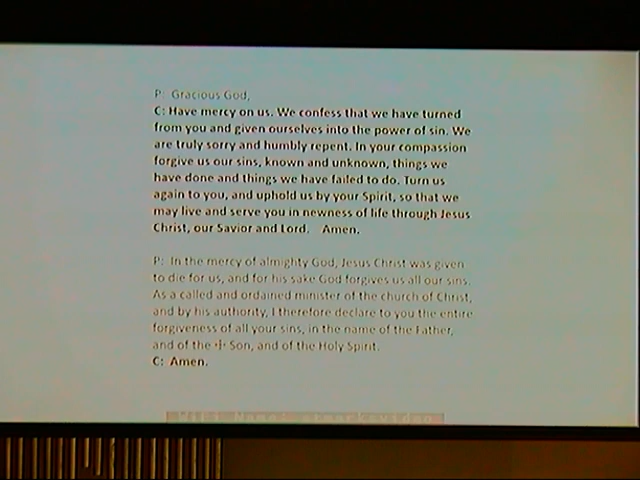 P: Gracious God,
C: Have mercy on us. We confess that we have turned
from you and given ourselves into the power of sin. We
are truly sorry and humbly repent. In your compassion
forgive us our sins, known and unknown, things we
have done and things we have failed to do. Turn us
again to you, and uphold us by your Spirit, so that we
may live and serve you in newness of life through Jesus
Christ, our Savior and Lord. Amen.
P: In the mercy of almighty God, Jesus Christ was given
to die for us, and for his sake God forgives us all our sins.
As a called and ordained minister of the church of Christ,
and by his authority, I therefore declare to you the entire
forgiveness of all your sins, in the name of the Father,
and of the ☩ Son, and of the Holy Spirit.
C: Amen.